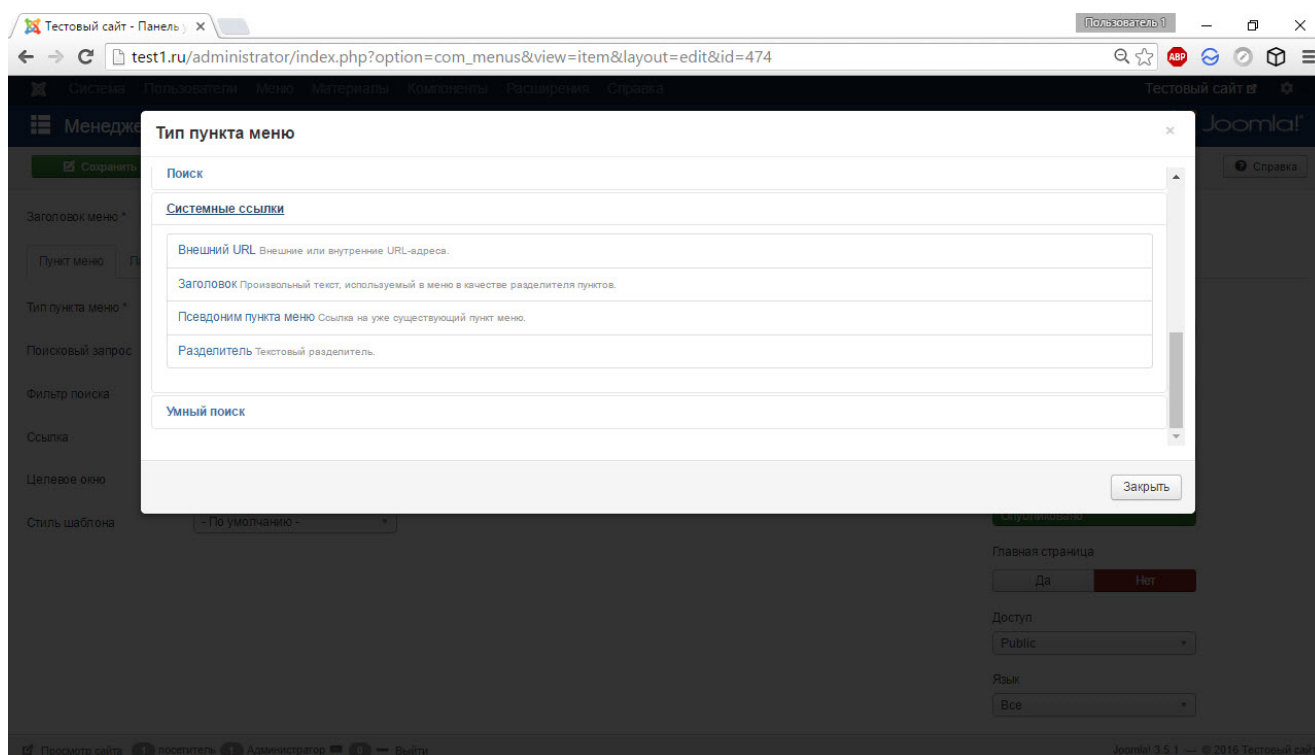 Тестовый сайт - Панель у
Пользователь 1
test1.ru/administrator/index.php?option=com_menus&view=item&layout=edit&id=474
ABP
Система Пользователи Меню Материалы Компоненты Расширения Справка Тестовый сайт
Менедже Joomla!
Тип пункта меню
Сохранить Справка
Поиск
Системные ссылки
Заголовок меню *
Внешний URL Внешние или внутренние URL-адреса.
Пункт меню
Заголовок Произвольный текст, используемый в меню в качестве разделителя пунктов.
Тип пункта меню *
Псевдоним пункта меню Ссылка на уже существующий пункт меню.
Поисковый запрос
Разделитель Текстовый разделитель.
Фильтр поиска
Умный поиск
Ссылка
Целевое окно
Закрыть
Стиль шаблона - По умолчанию -
Опубликовано
Главная страница
Да Нет
Доступ
Public
Язык
Все
Просмотр сайта 1 посетитель 1 Администратор 0 Выйти Joomla! 3.5.1 — © 2016 Тестовый сайт